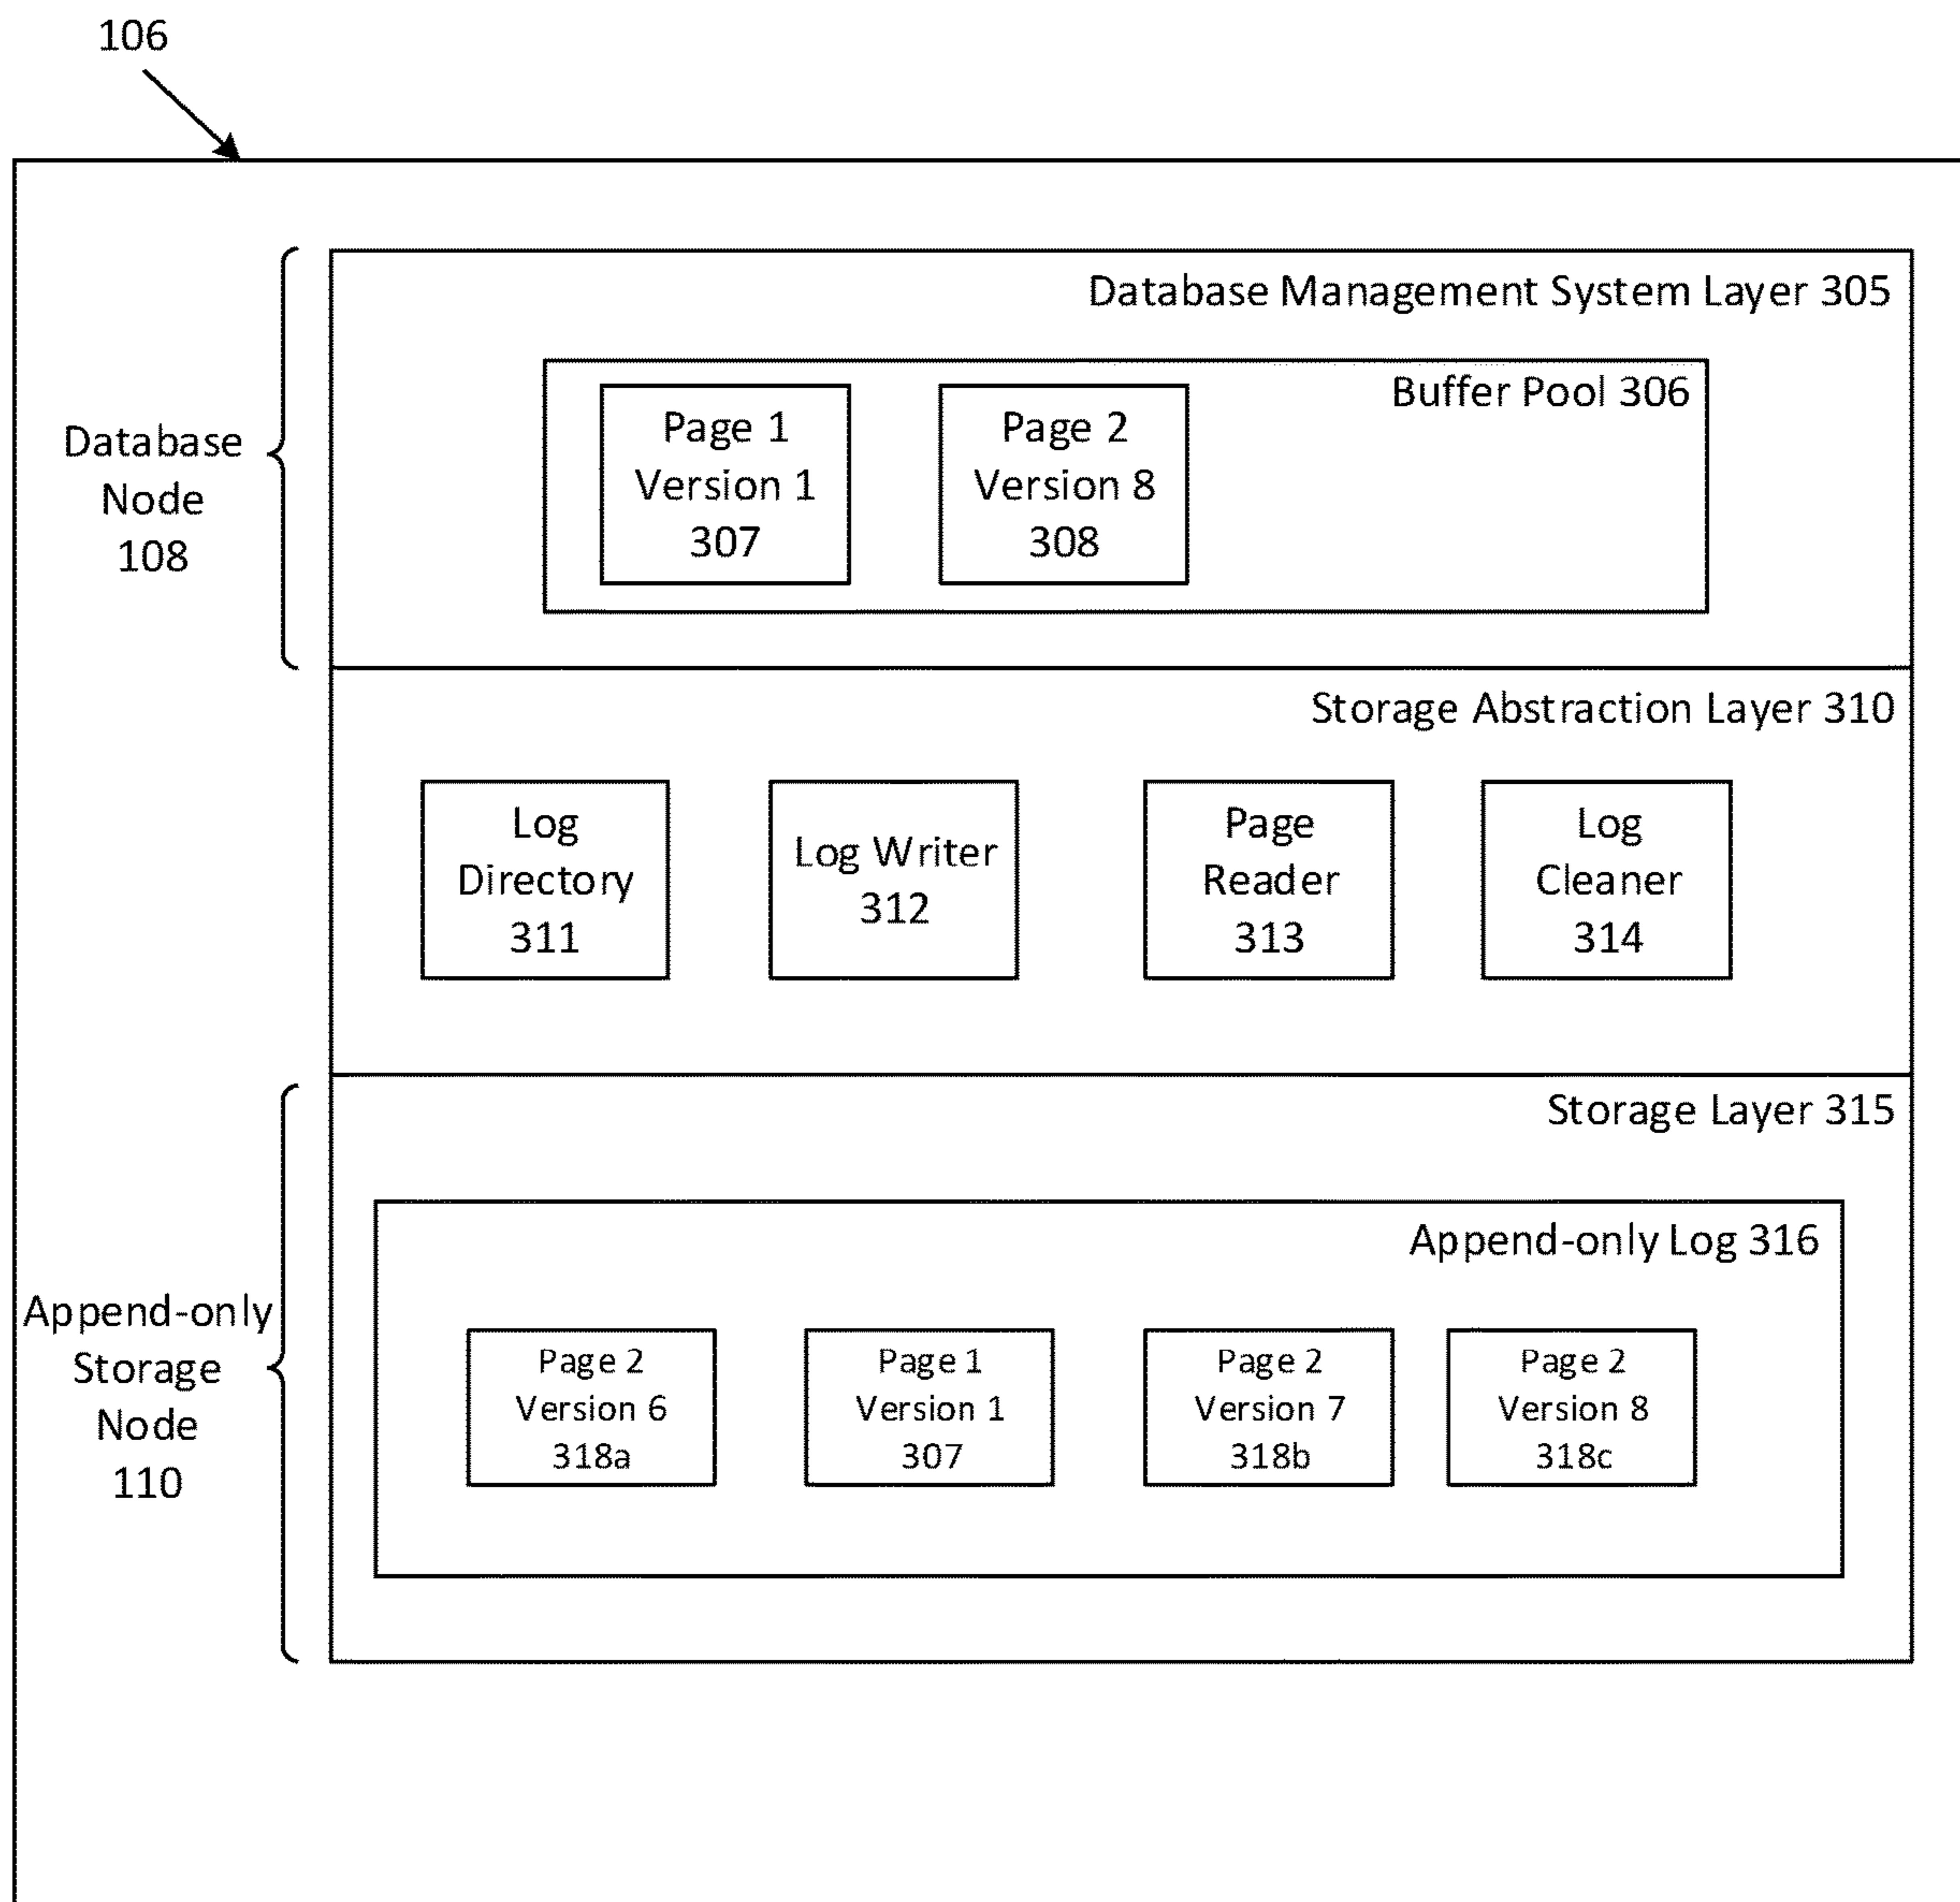 106
Database Management System Layer 305
Buffer Pool 306
Page 1
Version 1
307
Page 2
Version 8
308
Database
Node
108
Storage Abstraction Layer 310
Log
Directory
311
Log Writer
312
Page
Reader
313
Log
Cleaner
314
Storage Layer 315
Append-only Log 316
Append-only
Storage
Node
110
Page 2
Version 6
318a
Page 1
Version 1
307
Page 2
Version 7
318b
Page 2
Version 8
318c